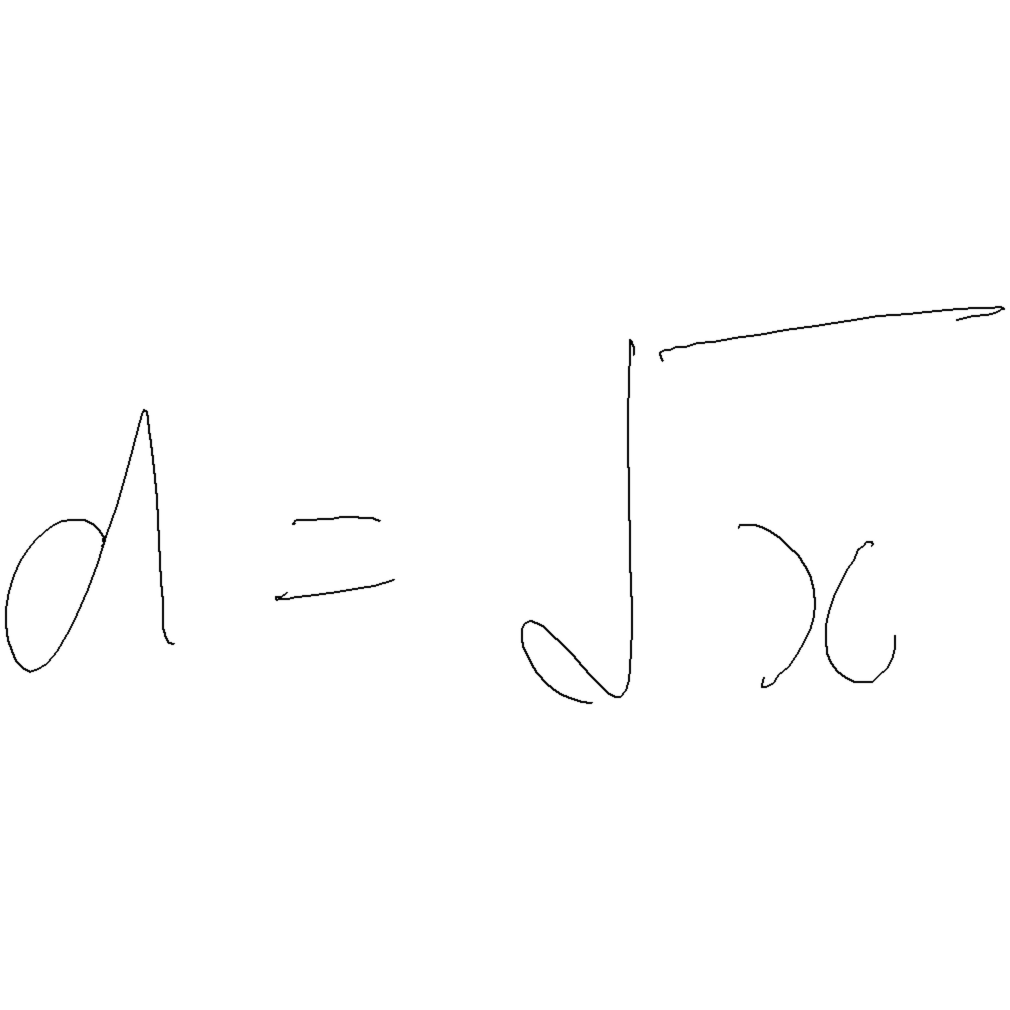 d = √x